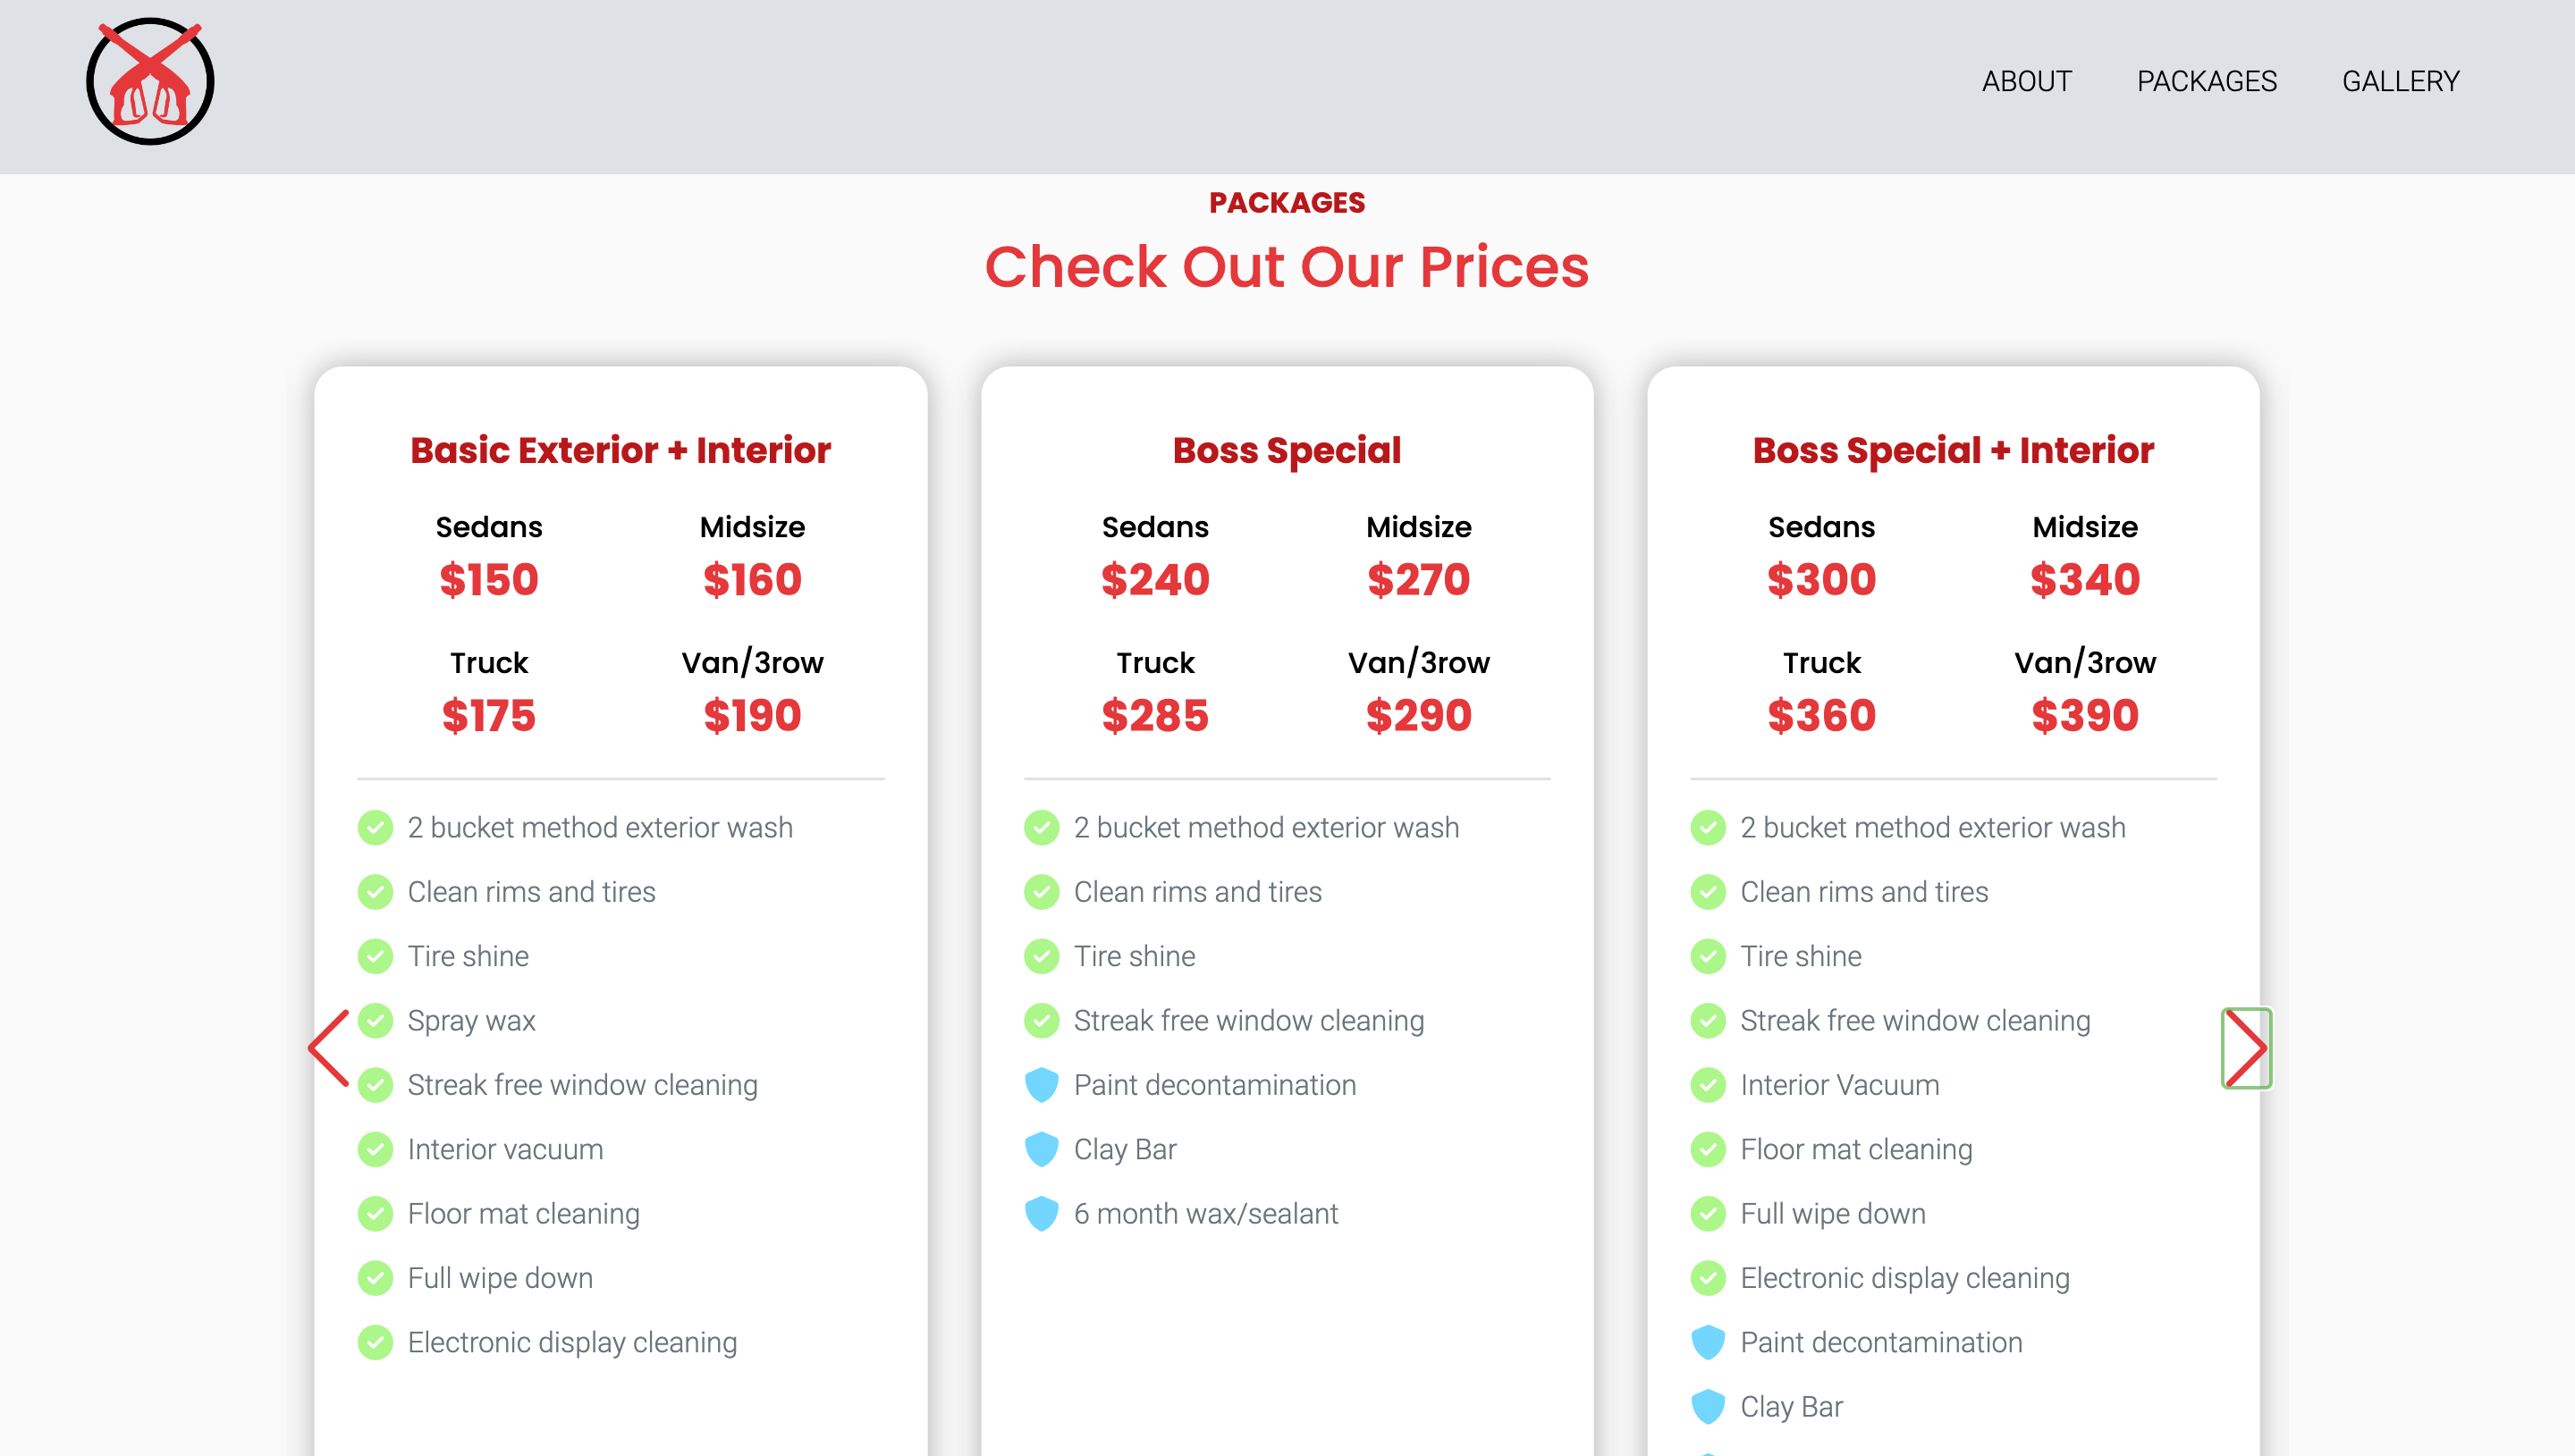 ABOUT PACKAGES GALLERY
PACKAGES
Check Out Our Prices
Basic Exterior + Interior
Sedans Midsize
$150 $160
Truck Van/3row
$175 $190
2 bucket method exterior wash
Clean rims and tires
Tire shine
Spray wax
Streak free window cleaning
Interior vacuum
Floor mat cleaning
Full wipe down
Electronic display cleaning
Boss Special
Sedans Midsize
$240 $270
Truck Van/3row
$285 $290
2 bucket method exterior wash
Clean rims and tires
Tire shine
Streak free window cleaning
Paint decontamination
Clay Bar
6 month wax/sealant
Boss Special + Interior
Sedans Midsize
$300 $340
Truck Van/3row
$360 $390
2 bucket method exterior wash
Clean rims and tires
Tire shine
Streak free window cleaning
Interior Vacuum
Floor mat cleaning
Full wipe down
Electronic display cleaning
Paint decontamination
Clay Bar